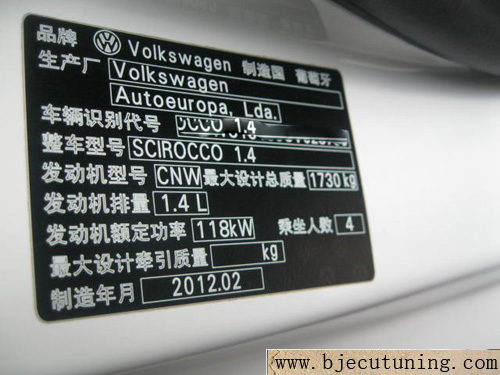 品牌 Volkswagen 制造国 葡萄牙
生产厂 Volkswagen
Autoeuropa, Lda.
车辆识别代号 1.4
整车型号 SCIROCCO 1.4
发动机型号 CNW 最大设计总质量 1730 kg
发动机排量 1.4 L
发动机额定功率 118kW 乘坐人数 4
最大设计牵引质量 kg
制造年月 2012.02
www.bjecutuning.com